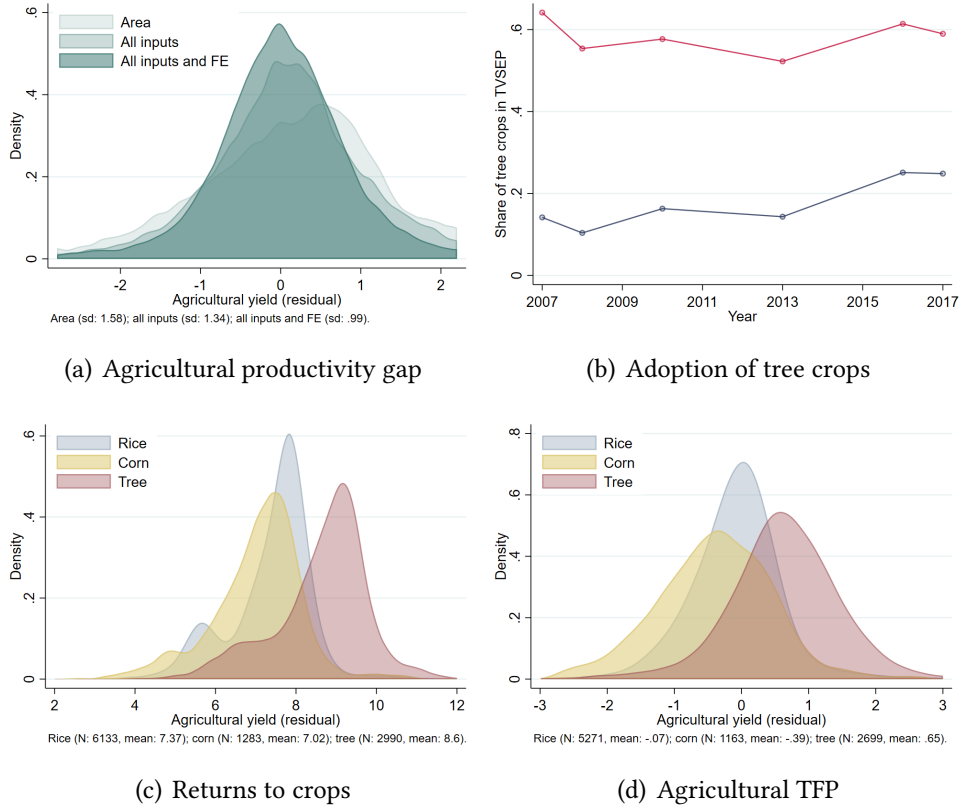 Area
All inputs
All inputs and FE
Density
0
.2
.4
.6
-2
-1
0
1
2
Agricultural yield (residual)
Area (sd: 1.58); all inputs (sd: 1.34); all inputs and FE (sd: .99).
(a) Agricultural productivity gap
Share of tree crops in TVSEP
0
.2
.4
.6
2007
2009
2011
2013
2015
2017
Year
(b) Adoption of tree crops
Rice
Corn
Tree
Density
0
.2
.4
.6
2
4
6
8
10
12
Agricultural yield (residual)
Rice (N: 6133, mean: 7.37); corn (N: 1283, mean: 7.02); tree (N: 2990, mean: 8.6).
(c) Returns to crops
Rice
Corn
Tree
Density
0
.2
.4
.6
.8
-3
-2
-1
0
1
2
3
Agricultural yield (residual)
Rice (N: 5271, mean: -.07); corn (N: 1163, mean: -.39); tree (N: 2699, mean: .65).
(d) Agricultural TFP